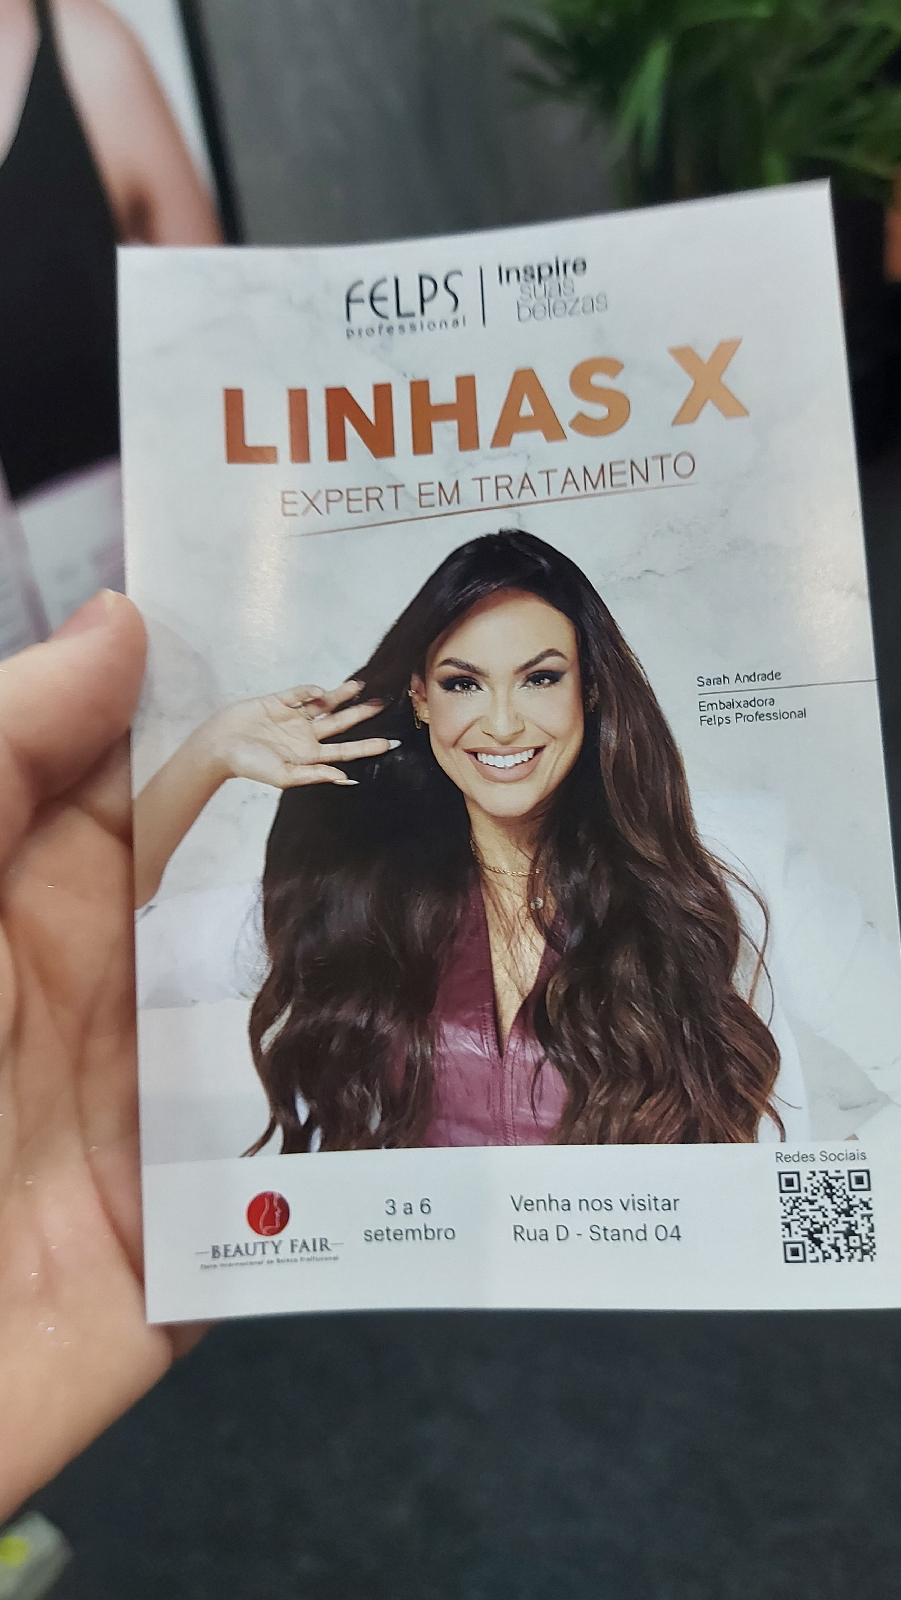 FELPS
professional
Inspire
suas
belezas
LINHAS X
EXPERT EM TRATAMENTO
Sarah Andrade
Embaixadora
Felps Professional
Redes Sociais
BEAUTY FAIR
3 a 6
setembro
Venha nos visitar
Rua D - Stand 04